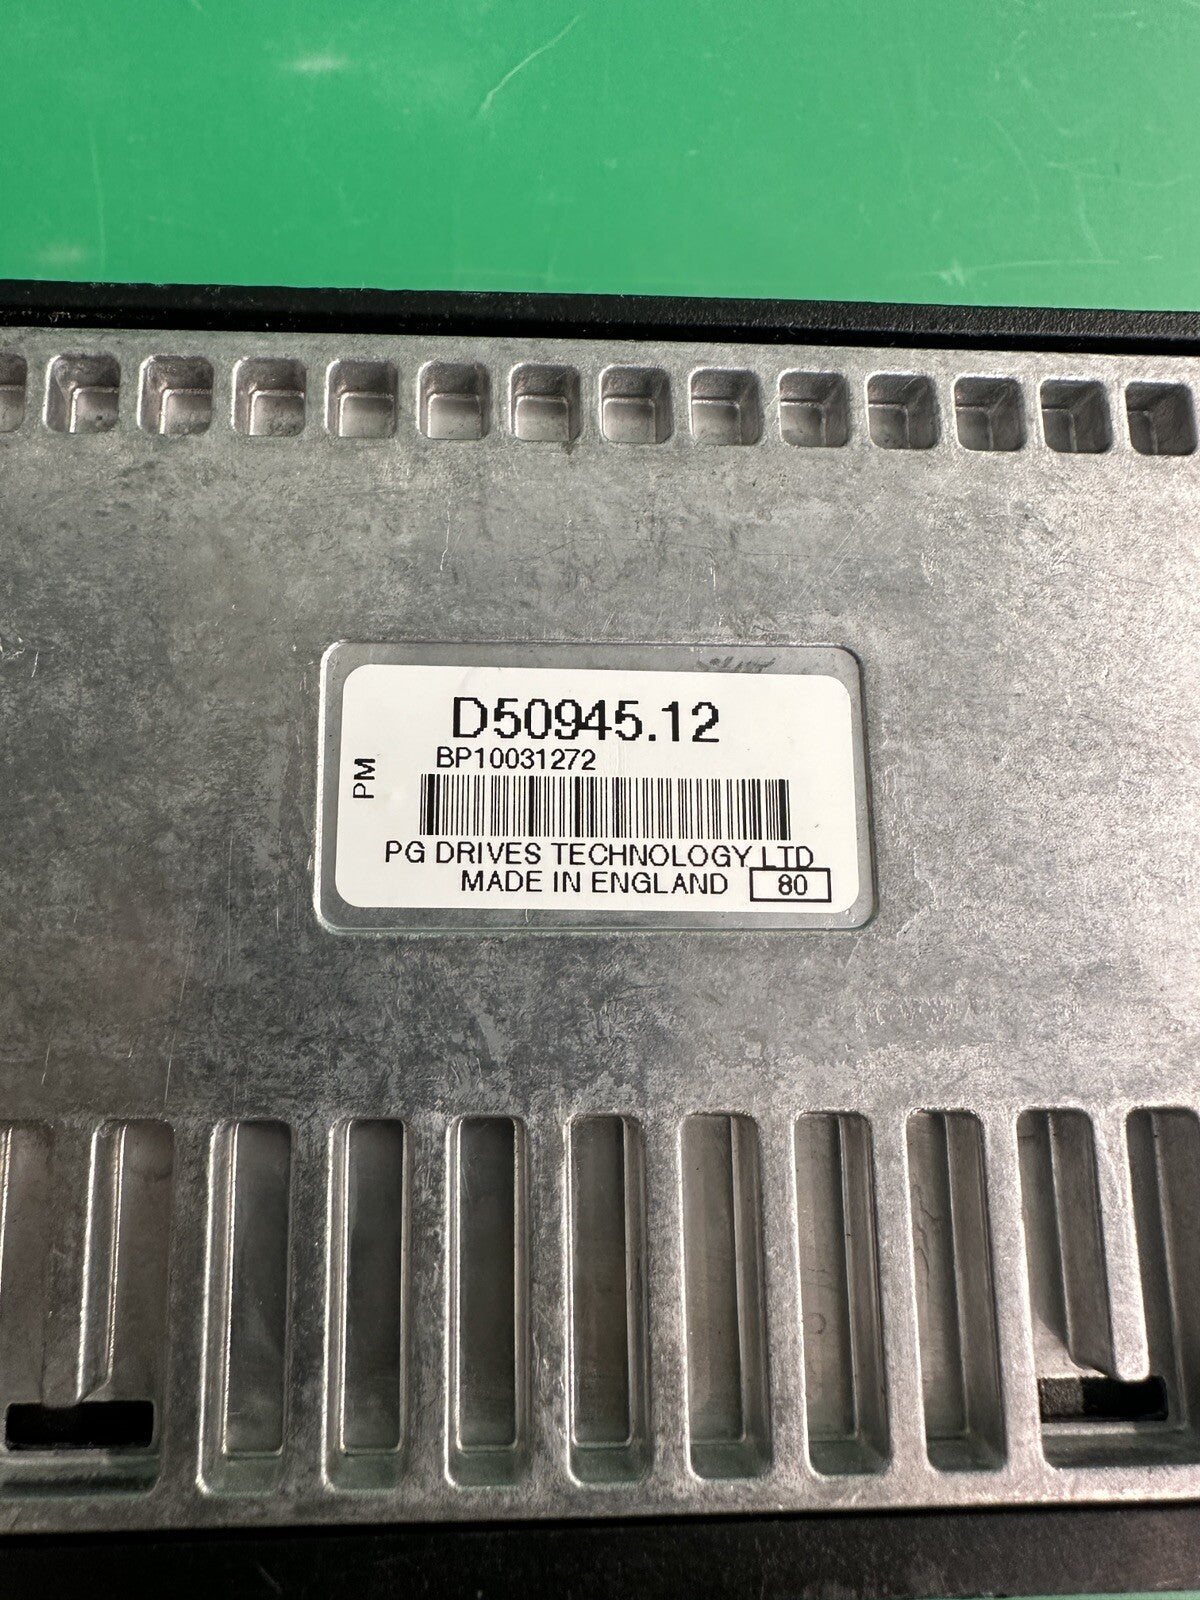 D50945.12
BP10031272
PM
PG DRIVES TECHNOLOGY LTD
MADE IN ENGLAND 80